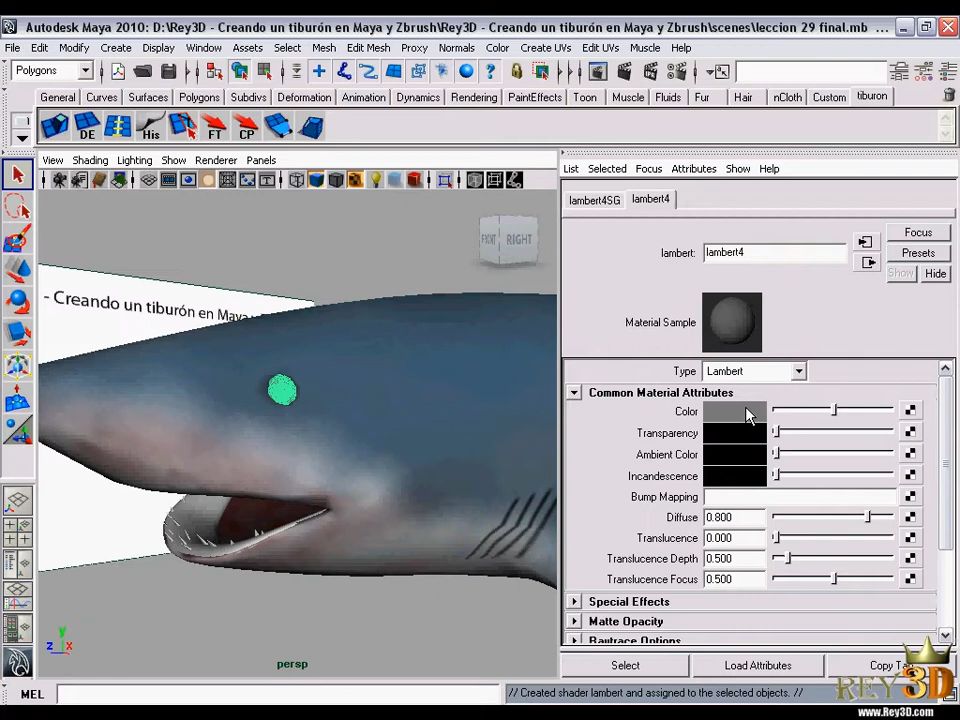 Autodesk Maya 2010: D:\Rey3D - Creando un tiburón en Maya y Zbrush\Rey3D - Creando un tiburón en Maya y Zbrush\scenes\leccion 29 final.mb ...
File Edit Modify Create Display Window Assets Select Mesh Edit Mesh Proxy Normals Color Create UVs Edit UVs Muscle Help
Polygons
General Curves Surfaces Polygons Subdivs Deformation Animation Dynamics Rendering PaintEffects Toon Muscle Fluids Fur Hair nCloth Custom tiburon
DE His FT CP
View Shading Lighting Show Renderer Panels
FRONT RIGHT
- Creando un tiburón en Maya y
y
z x
persp
List Selected Focus Attributes Show Help
lambert4SG lambert4
Focus
lambert: lambert4
Presets
Show Hide
Material Sample
Type Lambert
Common Material Attributes
Color
Transparency
Ambient Color
Incandescence
Bump Mapping
Diffuse 0.800
Translucence 0.000
Translucence Depth 0.500
Translucence Focus 0.500
Special Effects
Matte Opacity
Raytrace Options
Select Load Attributes Copy Ta
MEL
// Created shader lambert and assigned to the selected objects. //
REY3D
www.Rey3D.com